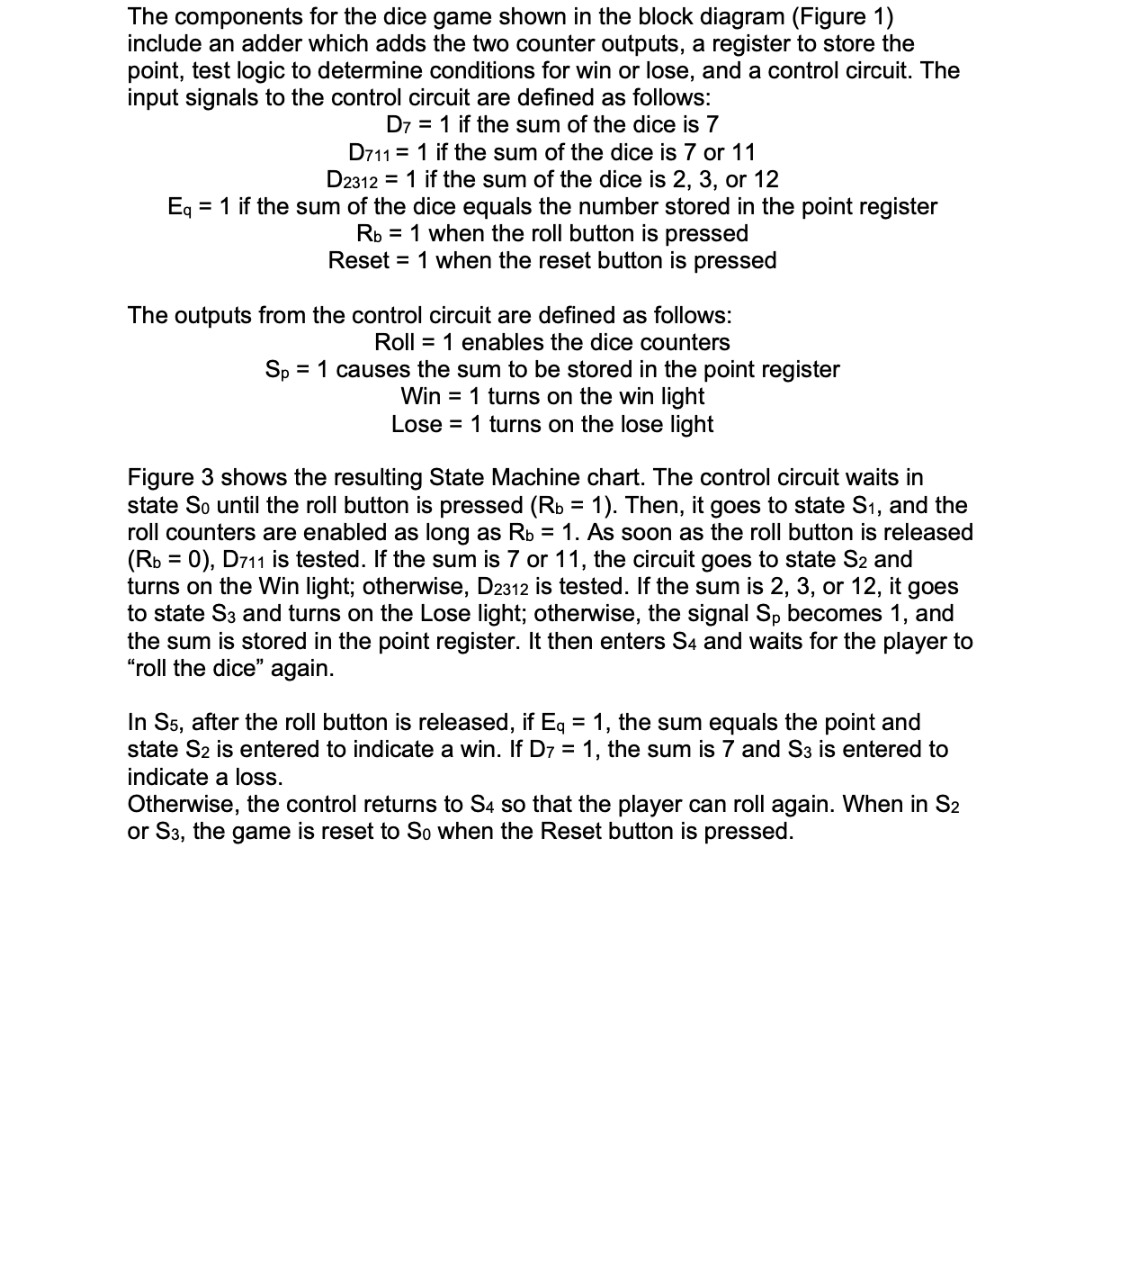 The components for the dice game shown in the block diagram (Figure 1)
include an adder which adds the two counter outputs, a register to store the
point, test logic to determine conditions for win or lose, and a control circuit. The
input signals to the control circuit are defined as follows:
D7 = 1 if the sum of the dice is 7
D711 = 1 if the sum of the dice is 7 or 11
D2312 = 1 if the sum of the dice is 2, 3, or 12
Eq = 1 if the sum of the dice equals the number stored in the point register
Rb = 1 when the roll button is pressed
Reset = 1 when the reset button is pressed
The outputs from the control circuit are defined as follows:
Roll = 1 enables the dice counters
Sp = 1 causes the sum to be stored in the point register
Win = 1 turns on the win light
Lose = 1 turns on the lose light
Figure 3 shows the resulting State Machine chart. The control circuit waits in
state S0 until the roll button is pressed (Rb = 1). Then, it goes to state S1, and the
roll counters are enabled as long as Rb = 1. As soon as the roll button is released
(Rb = 0), D711 is tested. If the sum is 7 or 11, the circuit goes to state S2 and
turns on the Win light; otherwise, D2312 is tested. If the sum is 2, 3, or 12, it goes
to state S3 and turns on the Lose light; otherwise, the signal Sp becomes 1, and
the sum is stored in the point register. It then enters S4 and waits for the player to
“roll the dice” again.
In S5, after the roll button is released, if Eq = 1, the sum equals the point and
state S2 is entered to indicate a win. If D7 = 1, the sum is 7 and S3 is entered to
indicate a loss.
Otherwise, the control returns to S4 so that the player can roll again. When in S2
or S3, the game is reset to S0 when the Reset button is pressed.